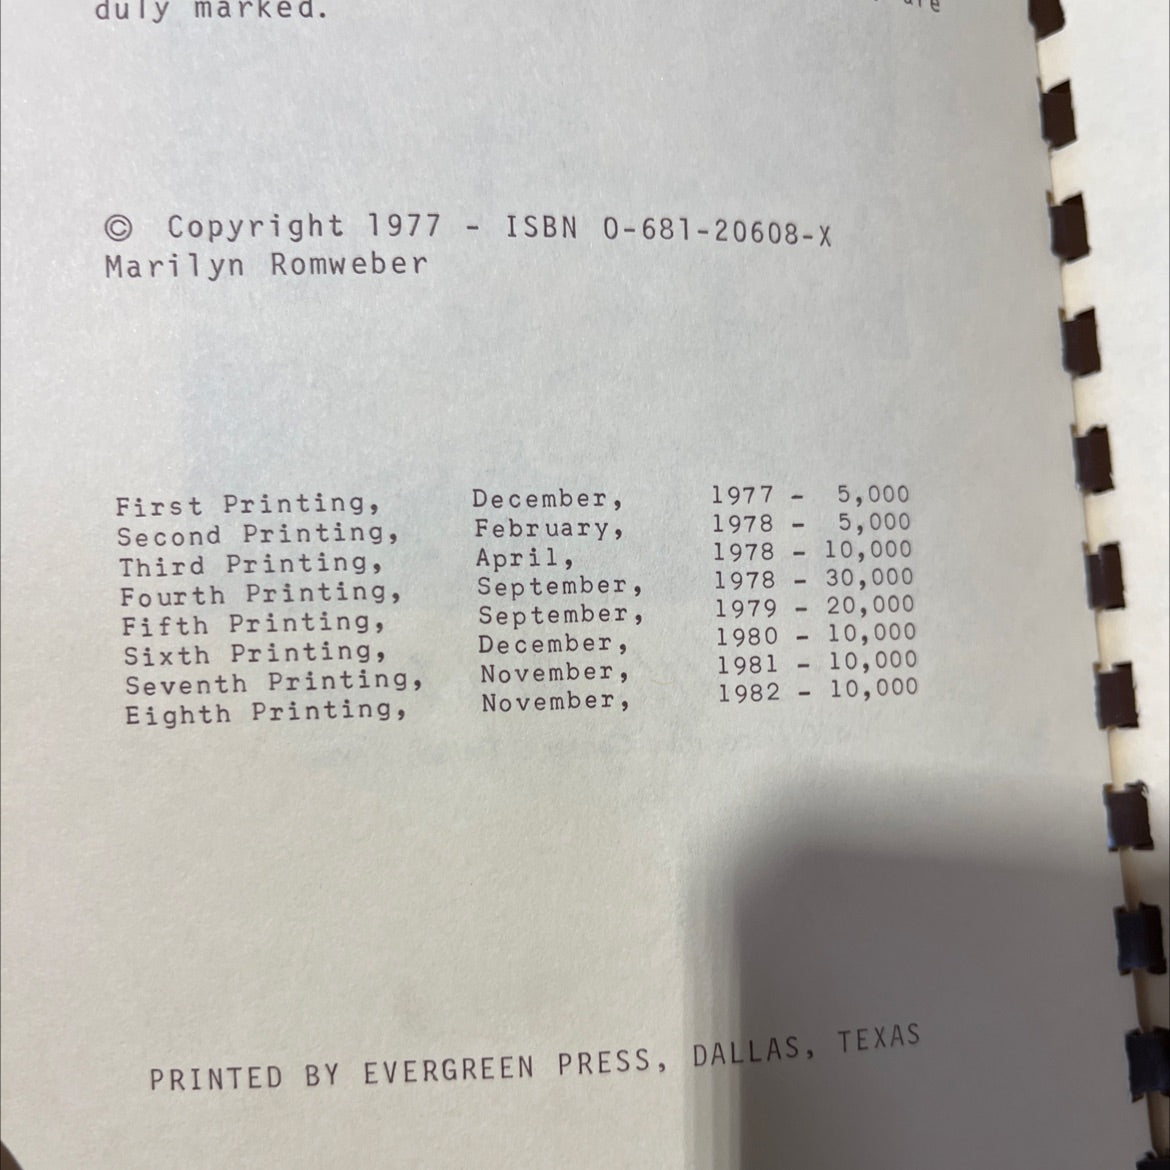 duly marked.
© Copyright 1977 - ISBN 0-681-20608-X
Marilyn Romweber
First Printing, December, 1977 - 5,000
Second Printing, February, 1978 - 5,000
Third Printing, April, 1978 - 10,000
Fourth Printing, September, 1978 - 30,000
Fifth Printing, September, 1979 - 20,000
Sixth Printing, December, 1980 - 10,000
Seventh Printing, November, 1981 - 10,000
Eighth Printing, November, 1982 - 10,000
PRINTED BY EVERGREEN PRESS, DALLAS, TEXAS